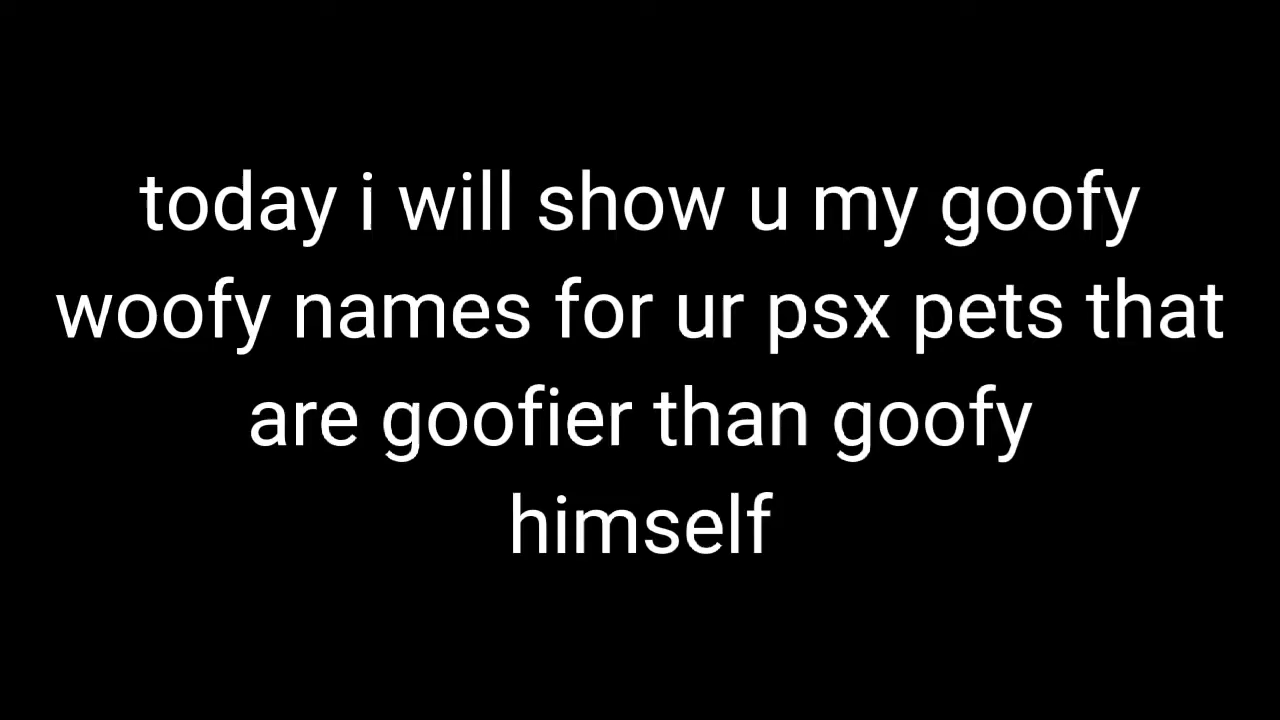 today i will show u my goofy
woofy names for ur psx pets that
are goofier than goofy
himself